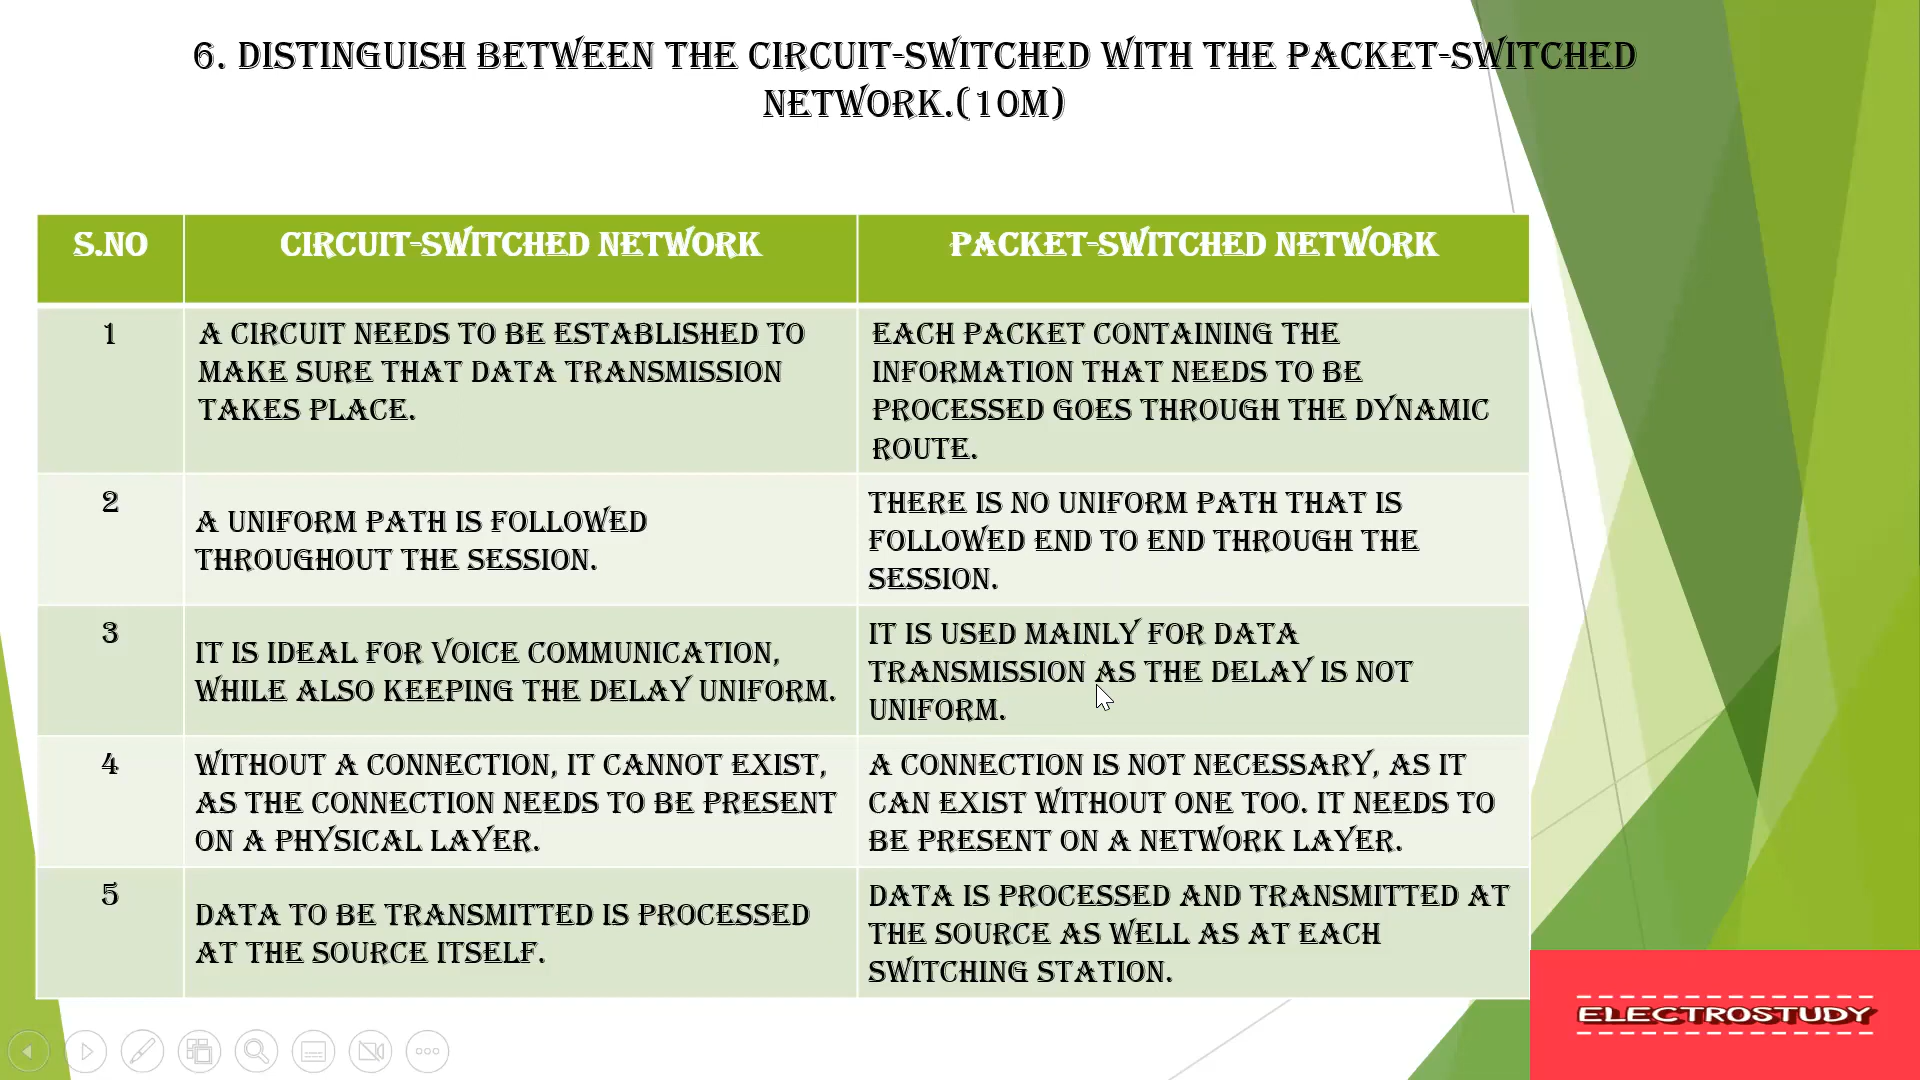 6. DISTINGUISH BETWEEN THE CIRCUIT-SWITCHED WITH THE PACKET-SWITCHED
NETWORK.(10M)
S.NO
CIRCUIT-SWITCHED NETWORK
PACKET-SWITCHED NETWORK
1
A CIRCUIT NEEDS TO BE ESTABLISHED TO
MAKE SURE THAT DATA TRANSMISSION
TAKES PLACE.
EACH PACKET CONTAINING THE
INFORMATION THAT NEEDS TO BE
PROCESSED GOES THROUGH THE DYNAMIC
ROUTE.
2
A UNIFORM PATH IS FOLLOWED
THROUGHOUT THE SESSION.
THERE IS NO UNIFORM PATH THAT IS
FOLLOWED END TO END THROUGH THE
SESSION.
3
IT IS IDEAL FOR VOICE COMMUNICATION,
WHILE ALSO KEEPING THE DELAY UNIFORM.
IT IS USED MAINLY FOR DATA
TRANSMISSION AS THE DELAY IS NOT
UNIFORM.
4
WITHOUT A CONNECTION, IT CANNOT EXIST,
AS THE CONNECTION NEEDS TO BE PRESENT
ON A PHYSICAL LAYER.
A CONNECTION IS NOT NECESSARY, AS IT
CAN EXIST WITHOUT ONE TOO. IT NEEDS TO
BE PRESENT ON A NETWORK LAYER.
5
DATA TO BE TRANSMITTED IS PROCESSED
AT THE SOURCE ITSELF.
DATA IS PROCESSED AND TRANSMITTED AT
THE SOURCE AS WELL AS AT EACH
SWITCHING STATION.
ELECTROSTUDY